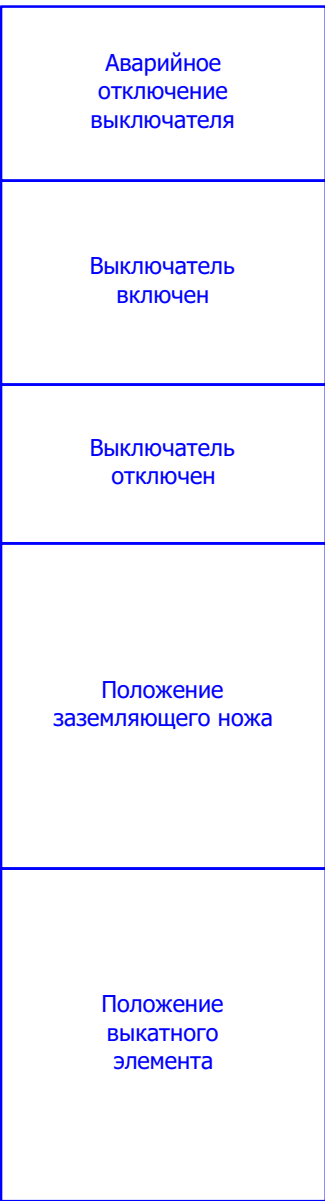 Аварийное
отключение
выключателя
Выключатель
включен
Выключатель
отключен
Положение
заземляющего ножа
Положение
выкатного
элемента